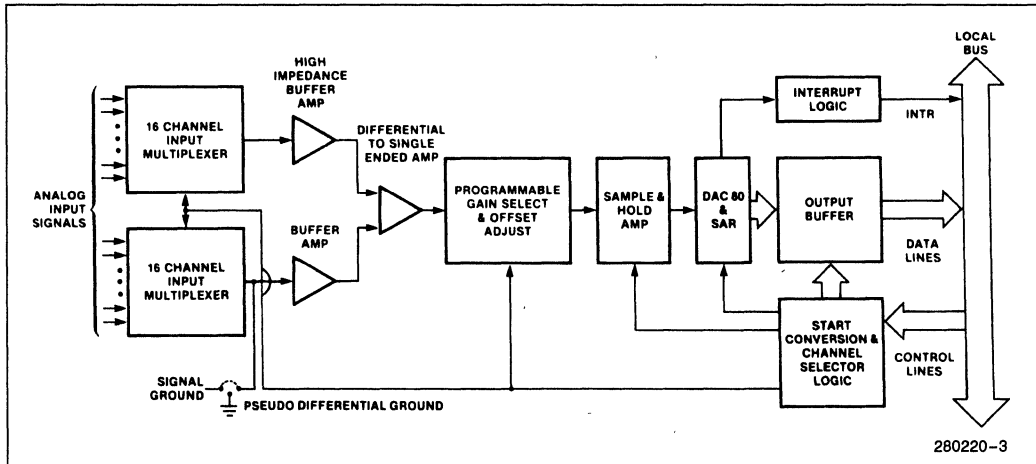 LOCAL
BUS
HIGH
IMPEDANCE
BUFFER
AMP
INTERRUPT
LOGIC
INTR
16 CHANNEL
INPUT
MULTIPLEXER
DIFFERENTIAL
TO SINGLE
ENDED AMP
ANALOG
INPUT
SIGNALS
PROGRAMMABLE
GAIN SELECT
& OFFSET
ADJUST
SAMPLE &
HOLD
AMP
DAC 80
&
SAR
OUTPUT
BUFFER
DATA
LINES
BUFFER AMP
16 CHANNEL
INPUT
MULTIPLEXER
START
CONVERSION &
CHANNEL
SELECTOR
LOGIC
CONTROL
LINES
SIGNAL
GROUND
PSEUDO DIFFERENTIAL GROUND
280220-3